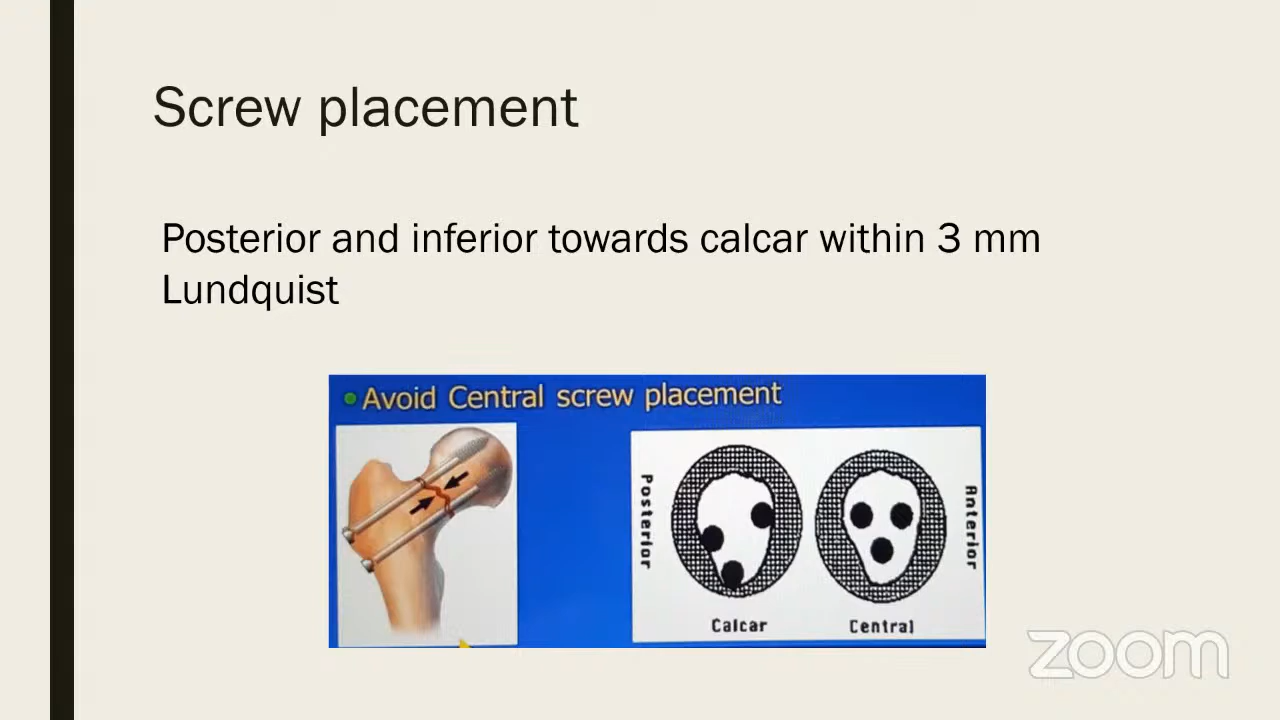 Screw placement
Posterior and inferior towards calcar within 3 mm
Lundquist
Avoid Central screw placement
Posterior
Anterior
Calcar
Central
zoom